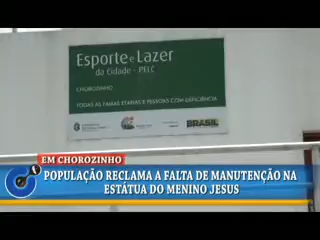 Esporte e Lazer
da Cidade - PELC
CHOROZINHO
TODAS AS FAIXAS ETÁRIAS E PESSOAS COM DEFICIÊNCIA
BRASIL
EM CHOROZINHO
POPULAÇÃO RECLAMA A FALTA DE MANUTENÇÃO NA
ESTÁTUA DO MENINO JESUS